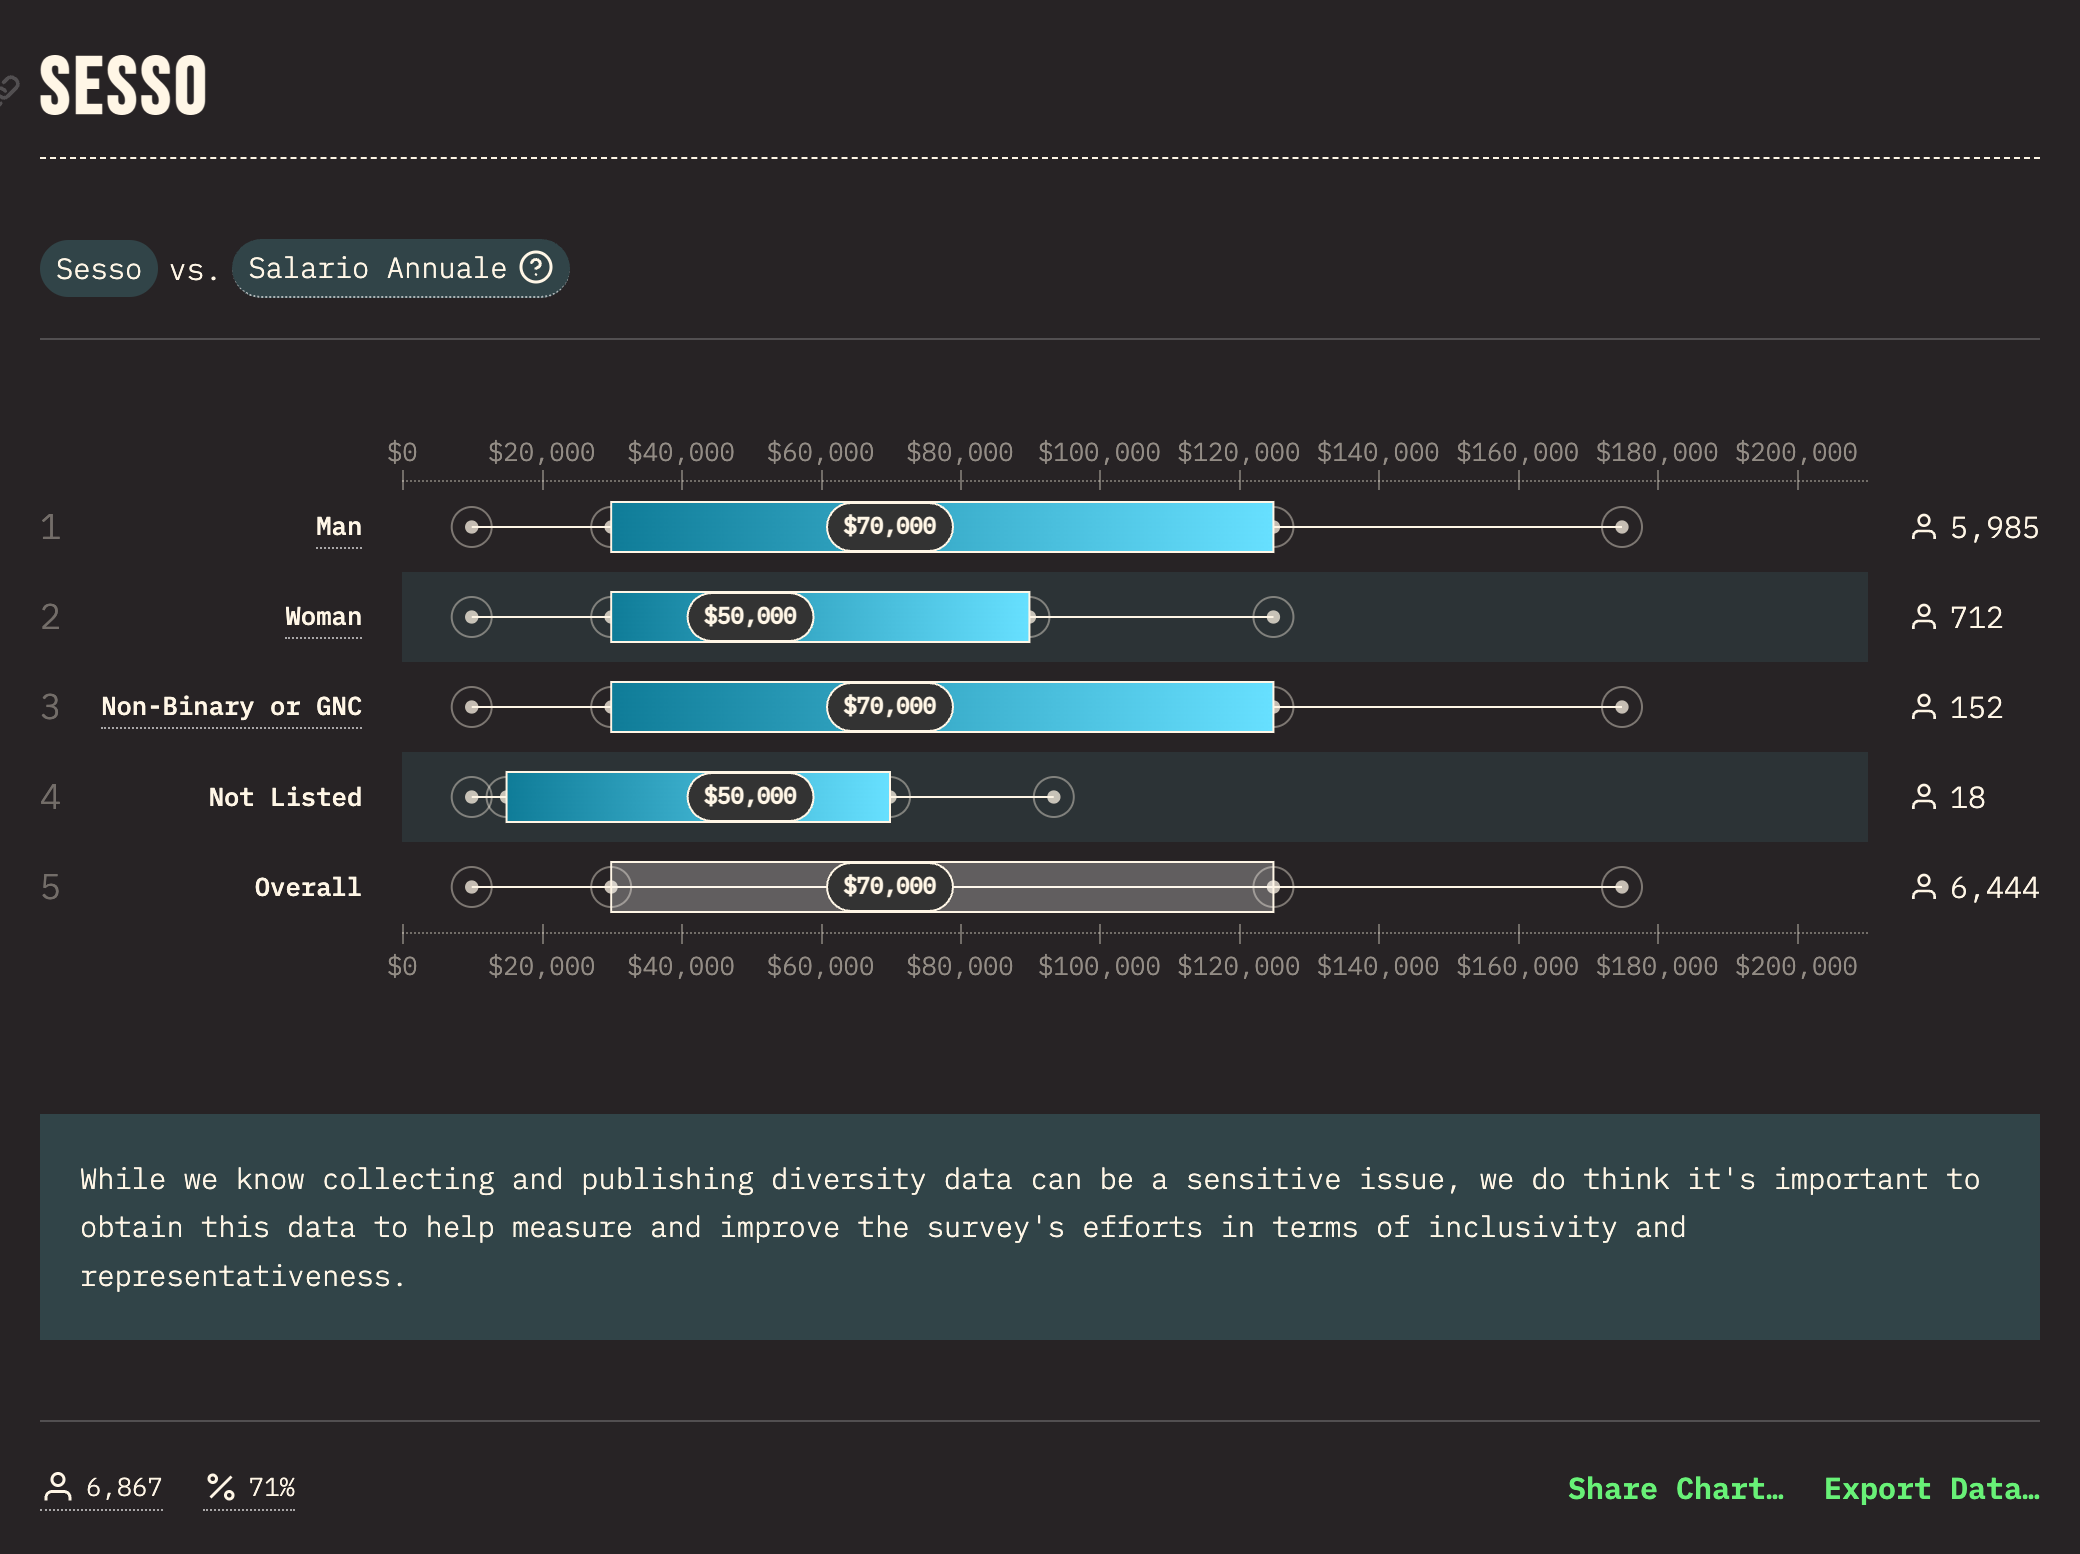 SESSO
Sesso vs. Salario Annuale
$0 $20,000 $40,000 $60,000 $80,000 $100,000 $120,000 $140,000 $160,000 $180,000 $200,000
1 Man $70,000 5,985
2 Woman $50,000 712
3 Non-Binary or GNC $70,000 152
4 Not Listed $50,000 18
5 Overall $70,000 6,444
$0 $20,000 $40,000 $60,000 $80,000 $100,000 $120,000 $140,000 $160,000 $180,000 $200,000
While we know collecting and publishing diversity data can be a sensitive issue, we do think it's important to
obtain this data to help measure and improve the survey's efforts in terms of inclusivity and
representativeness.
6,867 71% Share Chart… Export Data…